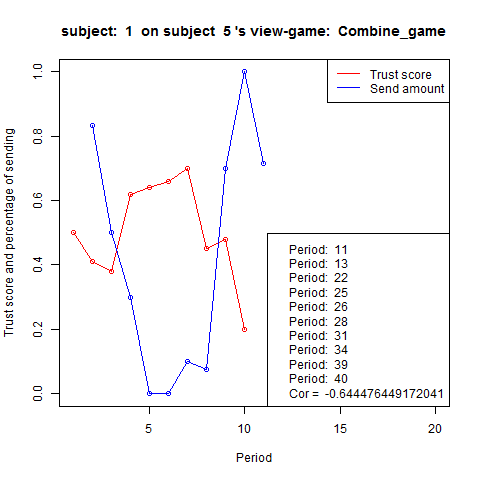 subject:  1  on subject  5 's view-game:  Combine_game
Trust score
Send amount
Trust score and percentage of sending
1.0
0.8
0.6
0.4
0.2
0.0
Period:  11
Period:  13
Period:  22
Period:  25
Period:  26
Period:  28
Period:  31
Period:  34
Period:  39
Period:  40
Cor =  -0.644476449172041
5
10
15
20
Period